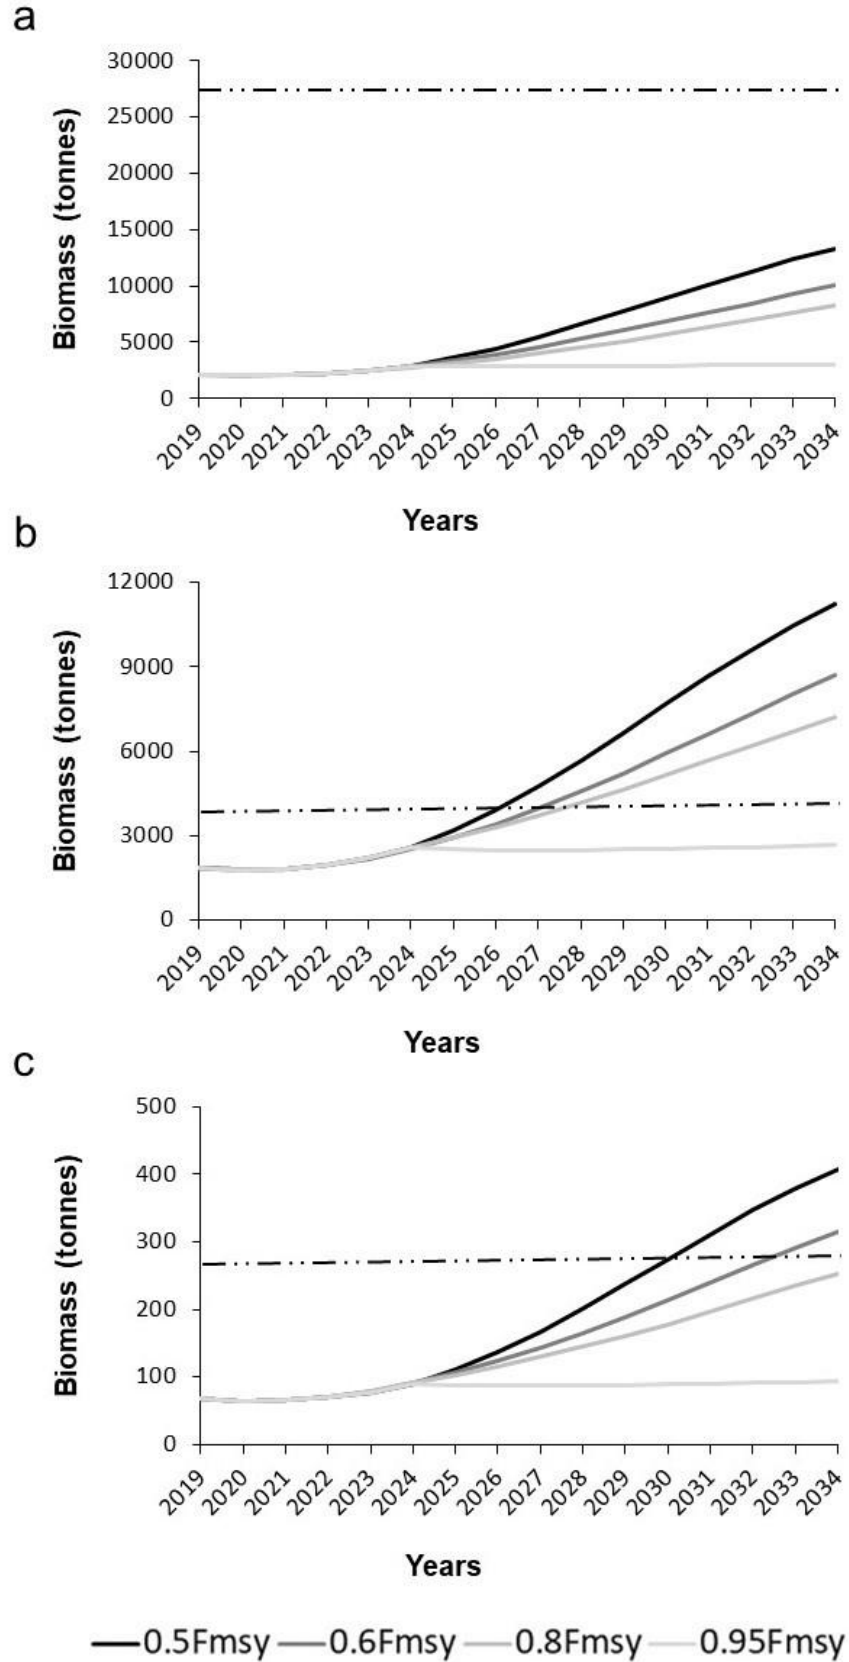 a
Biomass (tonnes)
30000
25000
20000
15000
10000
5000
0
2019 2020 2021 2022 2023 2024 2025 2026 2027 2028 2029 2030 2031 2032 2033 2034
Years
b
Biomass (tonnes)
12000
9000
6000
3000
0
2019 2020 2021 2022 2023 2024 2025 2026 2027 2028 2029 2030 2031 2032 2033 2034
Years
c
Biomass (tonnes)
500
400
300
200
100
0
2019 2020 2021 2022 2023 2024 2025 2026 2027 2028 2029 2030 2031 2032 2033 2034
Years
0.5Fmsy 0.6Fmsy 0.8Fmsy 0.95Fmsy